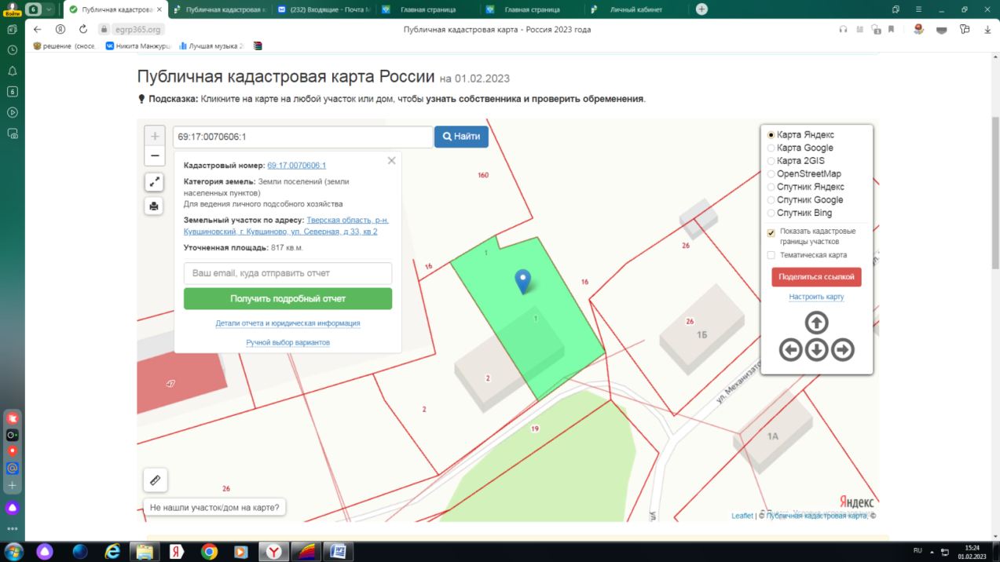 Войти
6
Публичная кадастрова
Публичная кадастровая к
(232) Входящие - Почта М
Главная страница
Главная страница
Личный кабинет
egrp365.org
Публичная кадастровая карта - Россия 2023 года
решение (сносе,
Никита Манжурц
Лучшая музыка 2
Публичная кадастровая карта России на 01.02.2023
Подсказка: Кликните на карте на любой участок или дом, чтобы узнать собственника и проверить обременения.
69:17:0070606:1
Найти
Кадастровый номер: 69:17:0070606:1
Категория земель: Земли поселений (земли
населенных пунктов)
Для ведения личного подсобного хозяйства
Земельный участок по адресу: Тверская область, р-н.
Кувшиновский, г. Кувшиново, ул. Северная, д 33, кв 2
Уточненная площадь: 817 кв.м.
Ваш email, куда отправить отчет
Получить подробный отчет
Детали отчета и юридическая информация
Ручной выбор вариантов
Карта Яндекс
Карта Google
Карта 2GIS
OpenStreetMap
Спутник Яндекс
Спутник Google
Спутник Bing
Показать кадастровые
границы участков
Тематическая карта
Поделиться ссылкой
Настроить карту
160
26
1
16
16
1
26
1Б
47
2
2
19
1А
26
ул. Механизато
ул.
Не нашли участок/дом на карте?
Яндекс
Условия использования
Leaflet | © Публичная кадастровая карта, ©
6
RU
15:24
01.02.2023